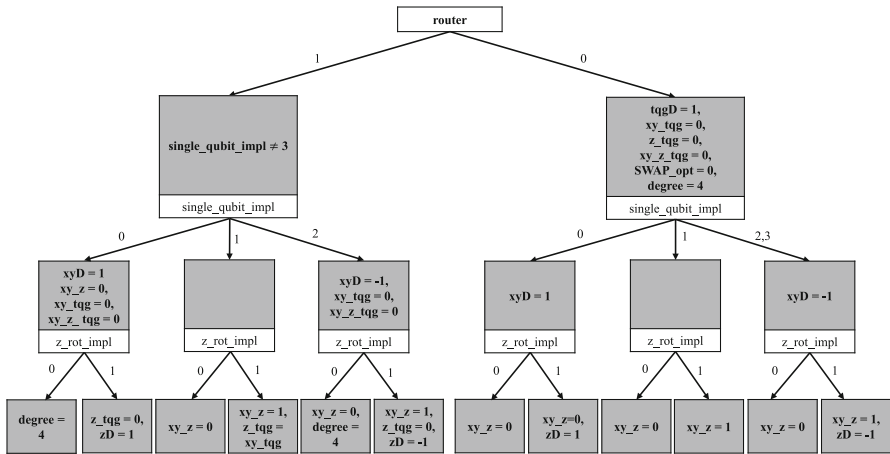 router
1
0
single_qubit_impl ≠ 3
single_qubit_impl
tqgD = 1,
xy_tqg = 0,
z_tqg = 0,
xy_z_tqg = 0,
SWAP_opt = 0,
degree = 4
single_qubit_impl
0
1
2
0
1
2,3
xyD = 1
xy_z = 0,
xy_tqg = 0,
xy_z_ tqg = 0
z_rot_impl
z_rot_impl
xyD = -1,
xy_tqg = 0,
xy_z_tqg = 0
z_rot_impl
xyD = 1
z_rot_impl
z_rot_impl
xyD = -1
z_rot_impl
0
1
0
1
0
1
0
1
0
1
0
1
degree =
4
z_tqg = 0,
zD = 1
xy_z = 0
xy_z = 1,
z_tqg =
xy_tqg
xy_z = 0,
degree =
4
xy_z = 1,
z_tqg = 0,
zD = -1
xy_z = 0
xy_z=0,
zD = 1
xy_z = 0
xy_z = 1
xy_z = 0
xy_z = 1,
zD = -1